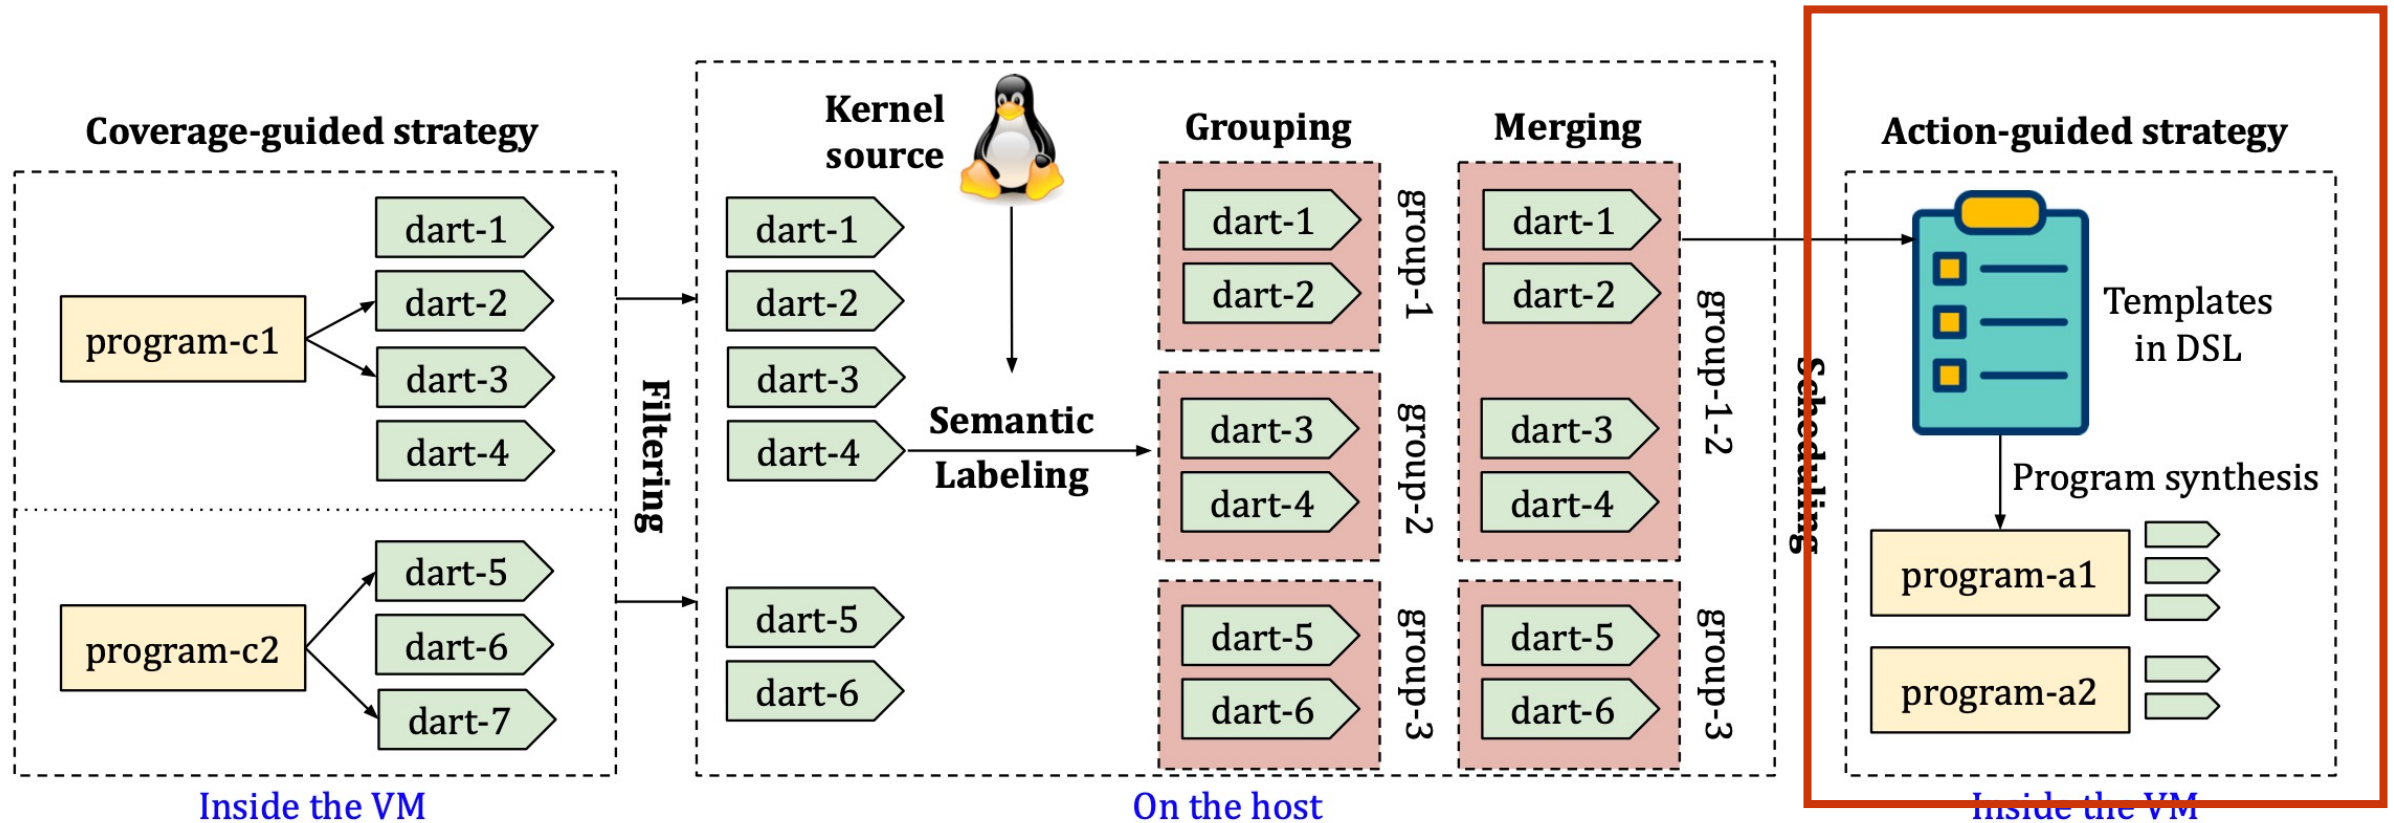 Coverage-guided strategy
program-c1
dart-1
dart-2
dart-3
dart-4
program-c2
dart-5
dart-6
dart-7
Inside the VM
Filtering
Kernel
source
dart-1
dart-2
dart-3
dart-4
dart-5
dart-6
Semantic
Labeling
Grouping
dart-1
dart-2
group-1
dart-3
dart-4
group-2
dart-5
dart-6
group-3
Merging
dart-1
dart-2
dart-3
dart-4
group-1-2
dart-5
dart-6
group-3
On the host
Scheduling
Action-guided strategy
Templates
in DSL
Program synthesis
program-a1
program-a2
Inside the VM